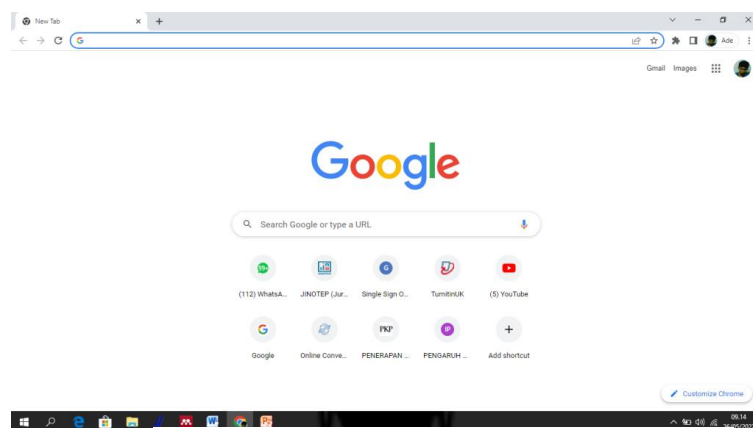 New Tab
Ade
Gmail Images
Google
Search Google or type a URL
(112) WhatsA... JINOTEP (Jur... Single Sign O... TurnitinUK (5) YouTube
PKP
Google Online Conve... PENERAPAN ... PENGARUH ... Add shortcut
Customize Chrome
09.14